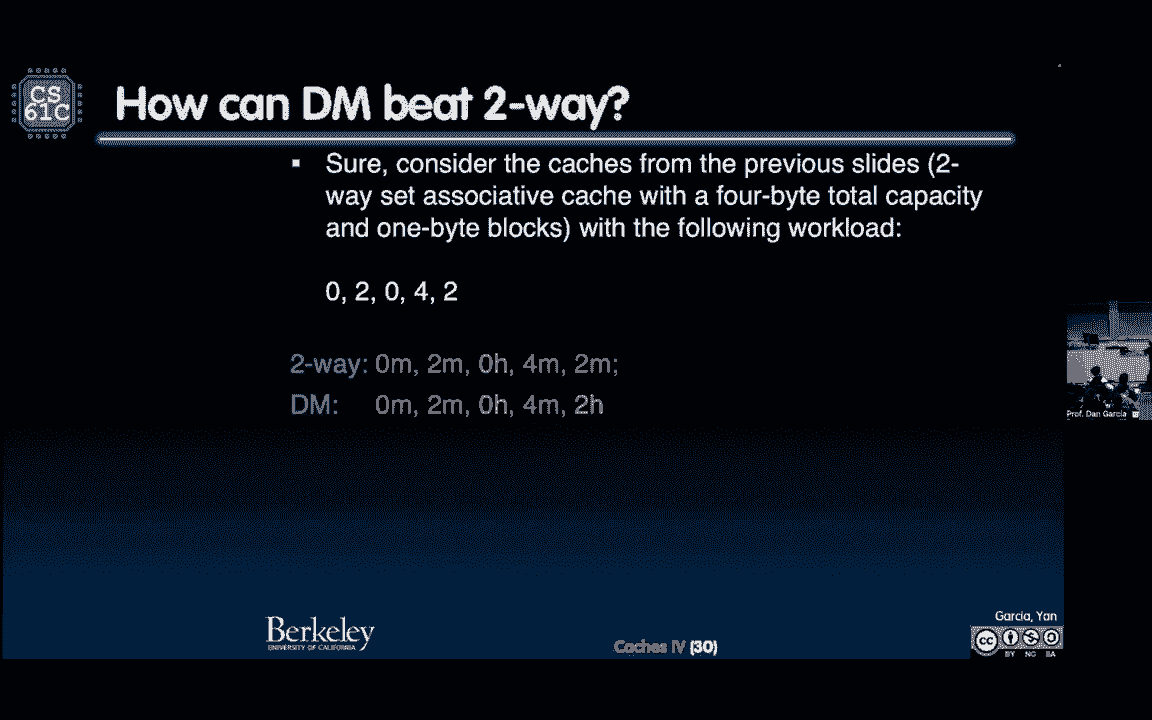 CS
61C
How can DM beat 2-way?
▪ Sure, consider the caches from the previous slides (2-
way set associative cache with a four-byte total capacity
and one-byte blocks) with the following workload:
0, 2, 0, 4, 2
2-way: 0m, 2m, 0h, 4m, 2m;
DM: 0m, 2m, 0h, 4m, 2h
Prof. Dan Garcia
Berkeley
UNIVERSITY OF CALIFORNIA
Caches IV (30)
Garcia, Yan
cc
BY NC SA